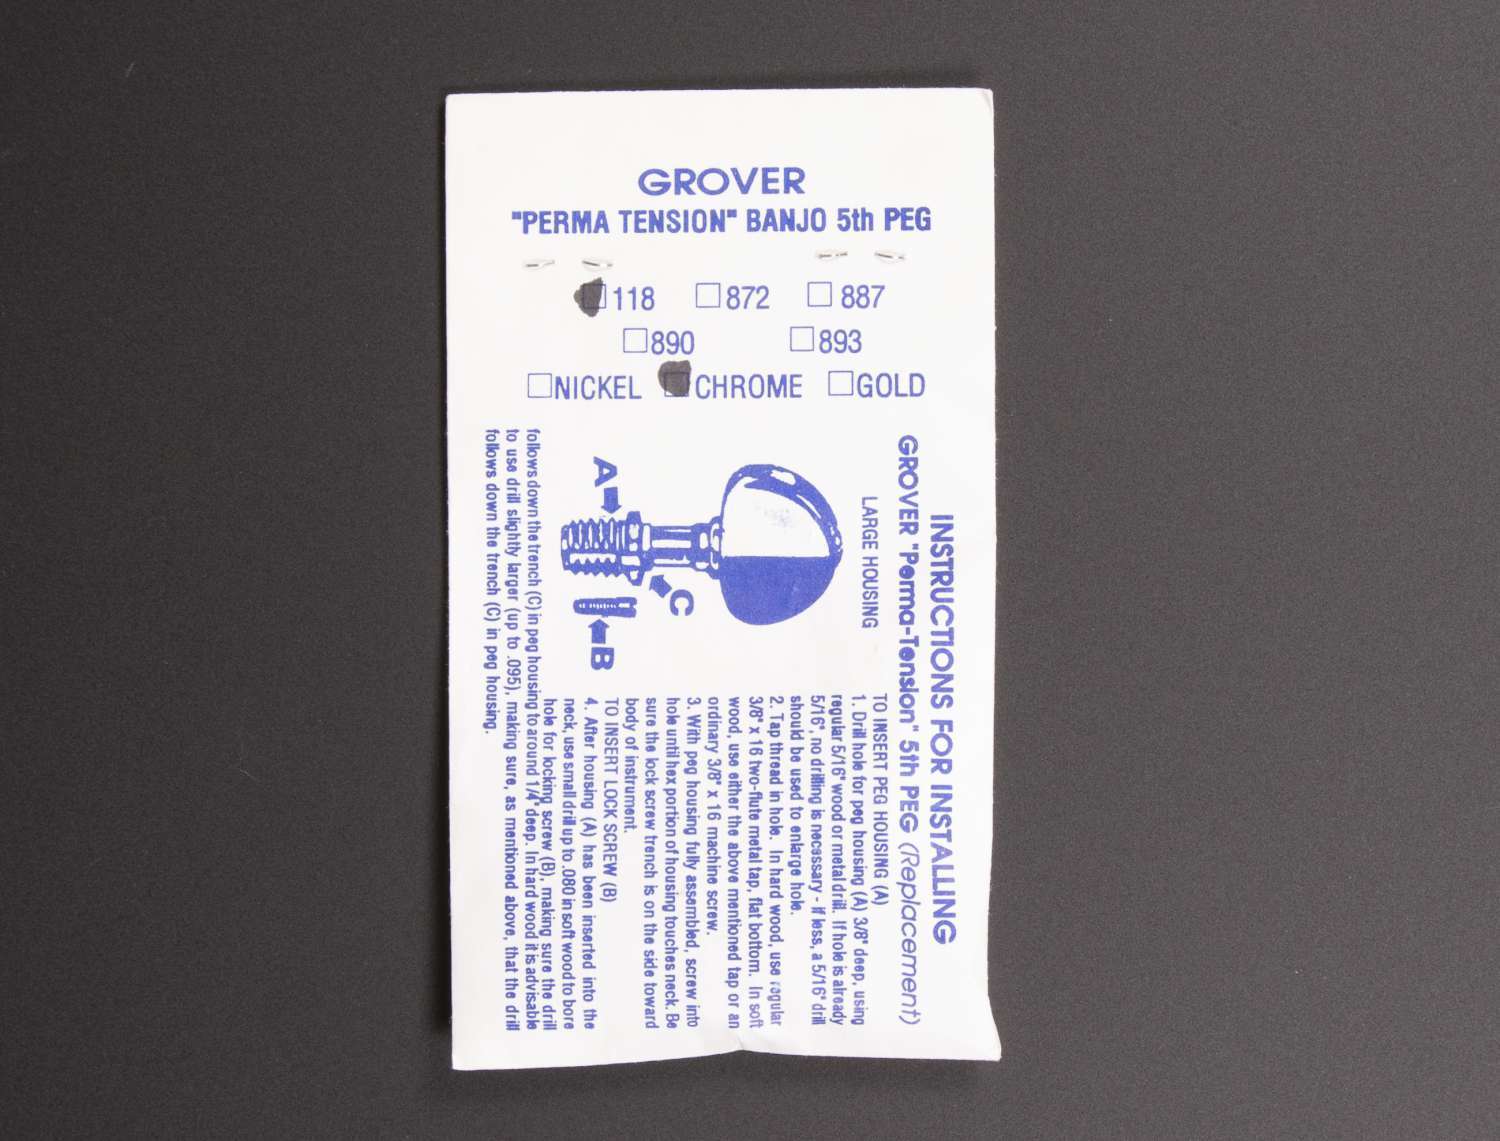 GROVER
"PERMA TENSION" BANJO 5th PEG
118 872 887
890 893
NICKEL CHROME GOLD
INSTRUCTIONS FOR INSTALLING
GROVER "Perma-Tension" 5th PEG (Replacement)
LARGE HOUSING
A
C
B
TO INSERT PEG HOUSING (A)
1. Drill hole for peg housing (A) 3/8" deep, using
regular 5/16" wood or metal drill. If hole is already
5/16", no drilling is necessary - if less, a 5/16" drill
should be used to enlarge hole.
2. Tap thread in hole. In hard wood, use regular
3/8" x 16 two-flute metal tap, flat bottom. In soft
wood, use either the above mentioned tap or an
ordinary 3/8" x 16 machine screw.
3. With peg housing fully assembled, screw into
hole until hex portion of housing touches neck. Be
sure the lock screw trench is on the side toward
body of instrument.
TO INSERT LOCK SCREW (B)
4. After housing (A) has been inserted into the
neck, use small drill up to .080 in soft wood to bore
hole for locking screw (B), making sure the drill
follows down the trench (C) in peg housing to around 1/4" deep. In hard wood it is advisable
to use drill slightly larger (up to .095), making sure, as mentioned above, that the drill
follows down the trench (C) in peg housing.